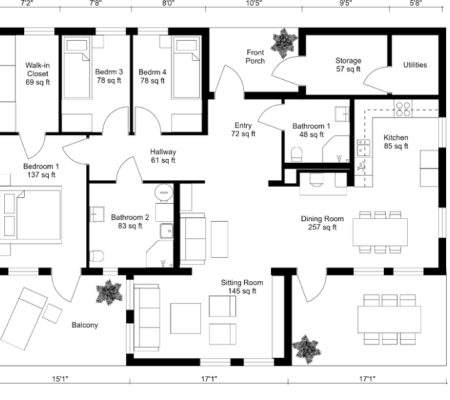 7'2"
7'8"
8'0"
10'5"
9'5"
5'8"
Walk-in
Closet
69 sq ft
Bedrm 3
78 sq ft
Bedrm 4
78 sq ft
Front
Porch
Storage
57 sq ft
Utilities
Entry
72 sq ft
Bathroom 1
48 sq ft
Kitchen
85 sq ft
Hallway
61 sq ft
Bedroom 1
137 sq ft
Bathroom 2
83 sq ft
Dining Room
257 sq ft
Sitting Room
145 sq ft
Balcony
15'1"
17'1"
17'1"